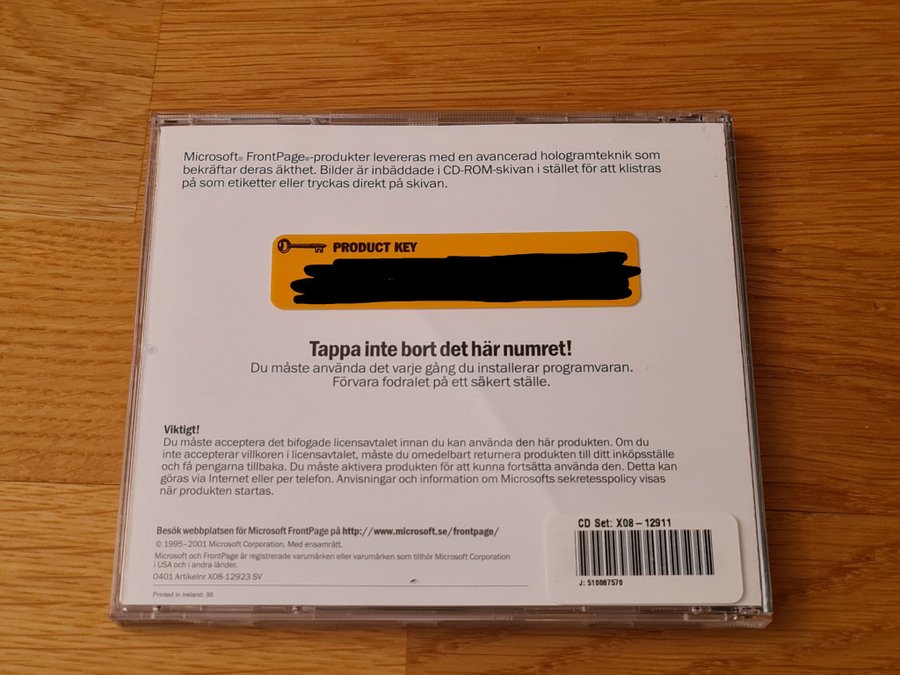 Microsoft® FrontPage®-produkter levereras med en avancerad hologramteknik som
bekräftar deras äkthet. Bilder är inbäddade i CD-ROM-skivan i stället för att klistras
på som etiketter eller tryckas direkt på skivan.
PRODUCT KEY
Tappa inte bort det här numret!
Du måste använda det varje gång du installerar programvaran.
Förvara fodralet på ett säkert ställe.
Viktigt!
Du måste acceptera det bifogade licensavtalet innan du kan använda den här produkten. Om du
inte accepterar villkoren i licensavtalet, måste du omedelbart returnera produkten till ditt inköpsställe
och få pengarna tillbaka. Du måste aktivera produkten för att kunna fortsätta använda den. Detta kan
göras via Internet eller per telefon. Anvisningar och information om Microsofts sekretesspolicy visas
när produkten startas.
Besök webbplatsen för Microsoft FrontPage på http://www.microsoft.se/frontpage/
© 1995–2001 Microsoft Corporation. Med ensamrätt.
Microsoft och FrontPage är registrerade varumärken eller varumärken som tillhör Microsoft Corporation
i USA och i andra länder.
0401 Artikelnr X08-12923 SV
Printed in Ireland: 95
CD Set: X08-12911
J: 510087570